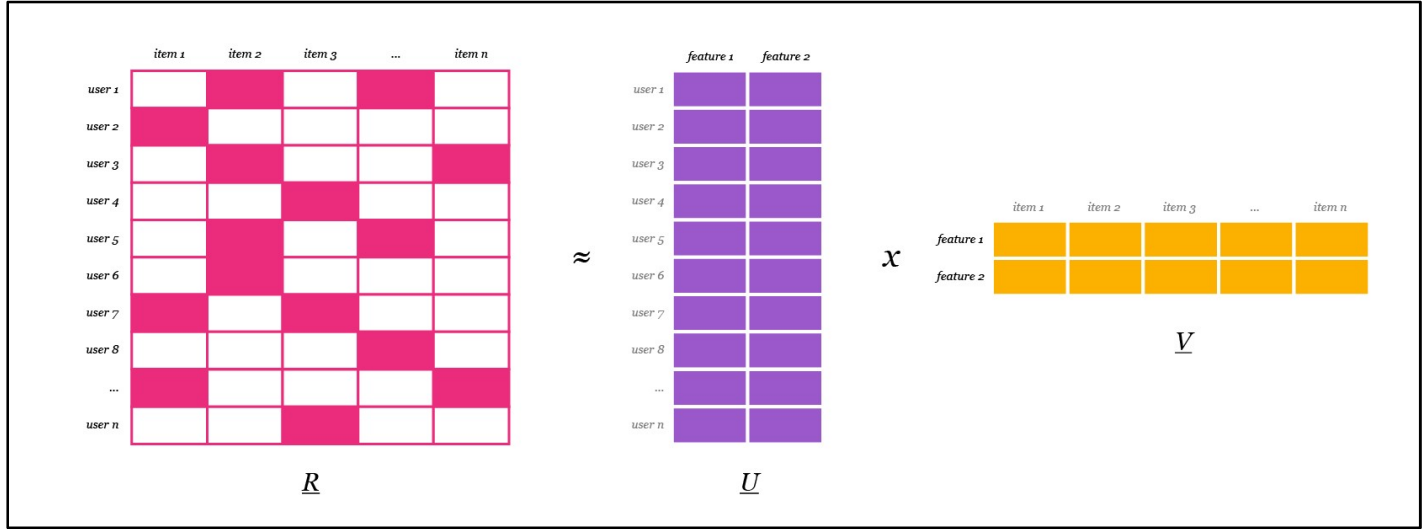 item 1 item 2 item 3 ... item n
user 1
user 2
user 3
user 4
user 5
user 6
user 7
user 8
...
user n
R
≈
feature 1 feature 2
user 1
user 2
user 3
user 4
user 5
user 6
user 7
user 8
...
user n
U
x
item 1 item 2 item 3 ... item n
feature 1
feature 2
V